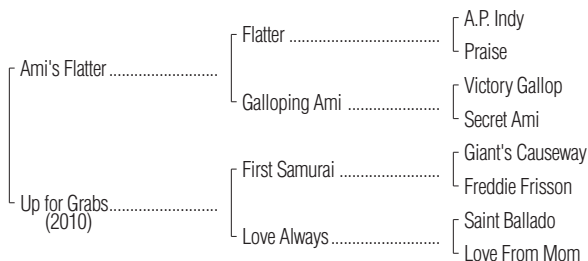 A.P. Indy
Flatter ..........................................
Praise
Ami's Flatter ..............................
Victory Gallop
Galloping Ami ..........................
Secret Ami
Giant's Causeway
First Samurai ............................
Freddie Frisson
Up for Grabs..............................
(2010)
Saint Ballado
Love Always..............................
Love From Mom